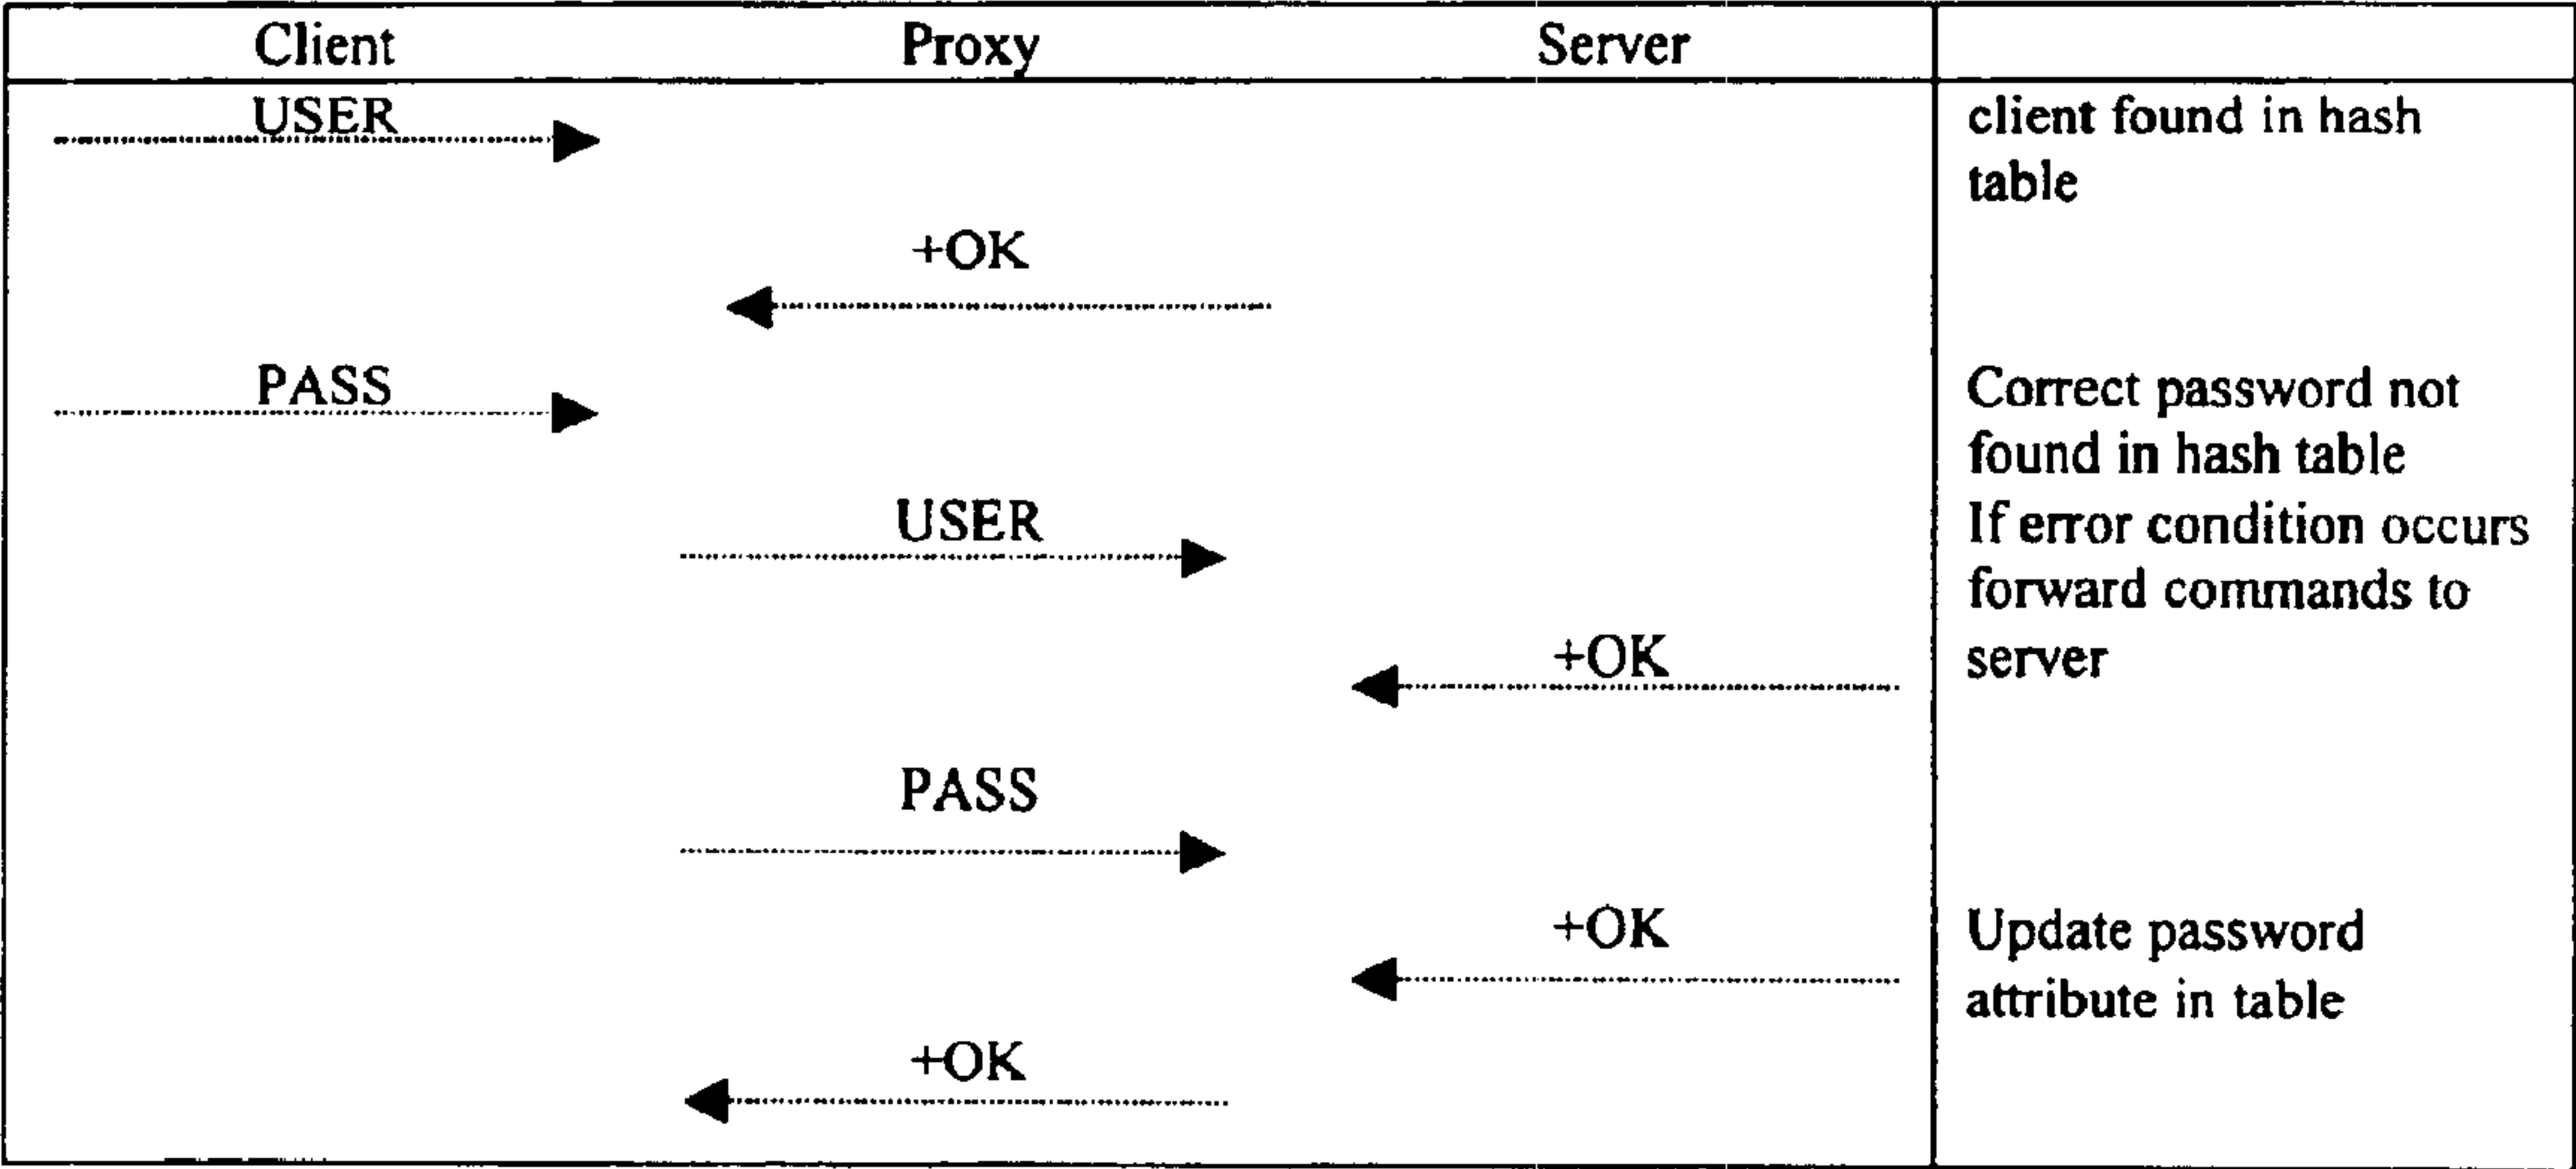 Client Proxy Server
USER
client found in hash
table
+OK
PASS
Correct password not
found in hash table
USER
If error condition occurs
forward commands to
+OK
server
PASS
+OK
Update password
attribute in table
+OK